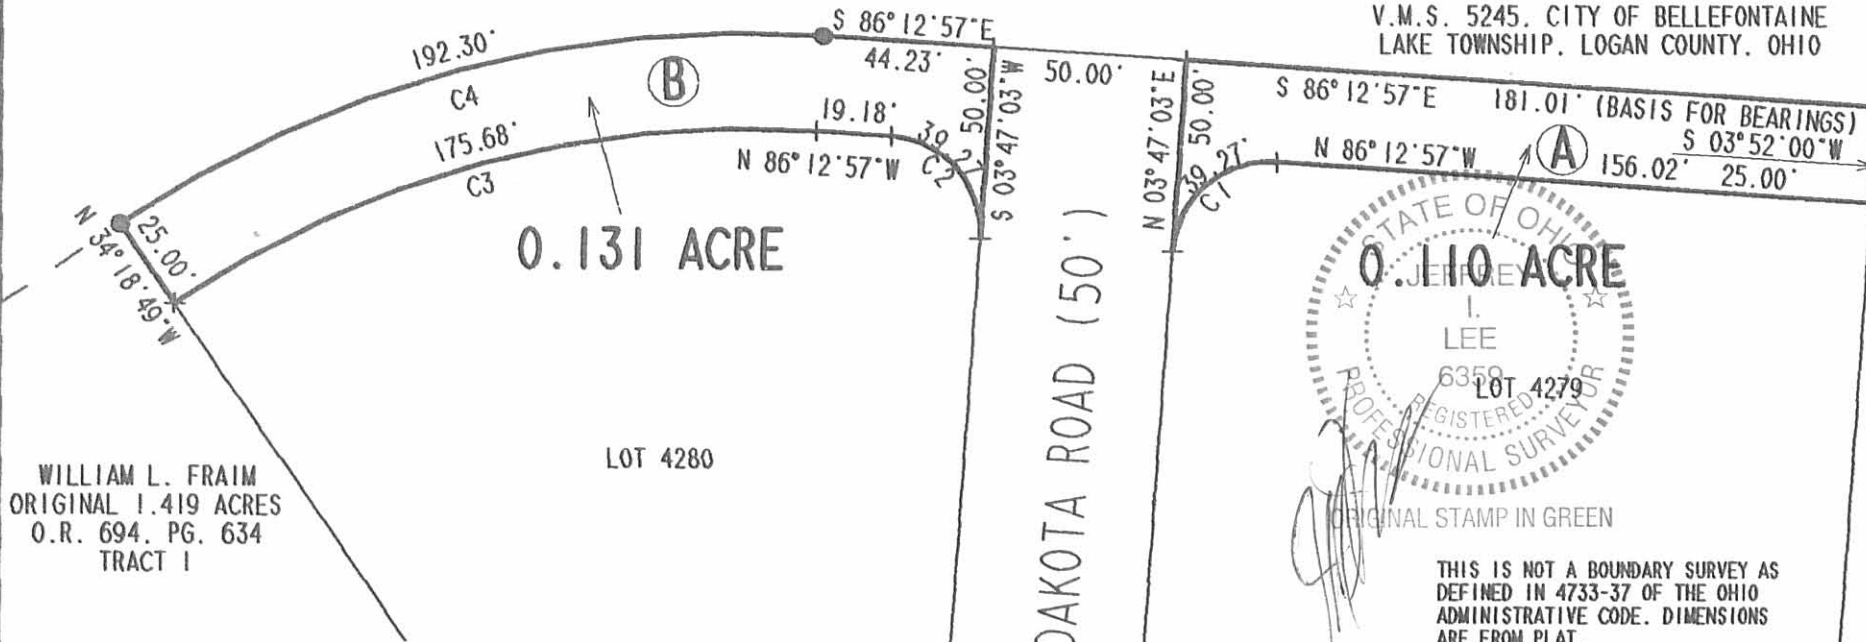 V.M.S. 5245. CITY OF BELLEFONTAINE
LAKE TOWNSHIP. LOGAN COUNTY. OHIO
S 86°12'57"E
44.23'
192.30'
C4
B
19.18'
175.68'
C3
N 86°12'57"W
39.27'
C2
50.00'
S 03°47'03"W
50.00'
N 03°47'03"E
50.00'
S 86°12'57"E 181.01' (BASIS FOR BEARINGS)
S 03°52'00"W
25.00'
N 86°12'57"W
A
156.02'
39.27'
C1
25.00'
N 34°18'49"W
0.131 ACRE
0.110 ACRE
STATE OF OHIO
JEFFREY
I.
LEE
6359
REGISTERED
PROFESSIONAL SURVEYOR
LOT 4279
LOT 4280
DAKOTA ROAD (50')
WILLIAM L. FRAIM
ORIGINAL 1.419 ACRES
O.R. 694. PG. 634
TRACT 1
ORIGINAL STAMP IN GREEN
THIS IS NOT A BOUNDARY SURVEY AS
DEFINED IN 4733-37 OF THE OHIO
ADMINISTRATIVE CODE. DIMENSIONS
ARE FROM PLAT